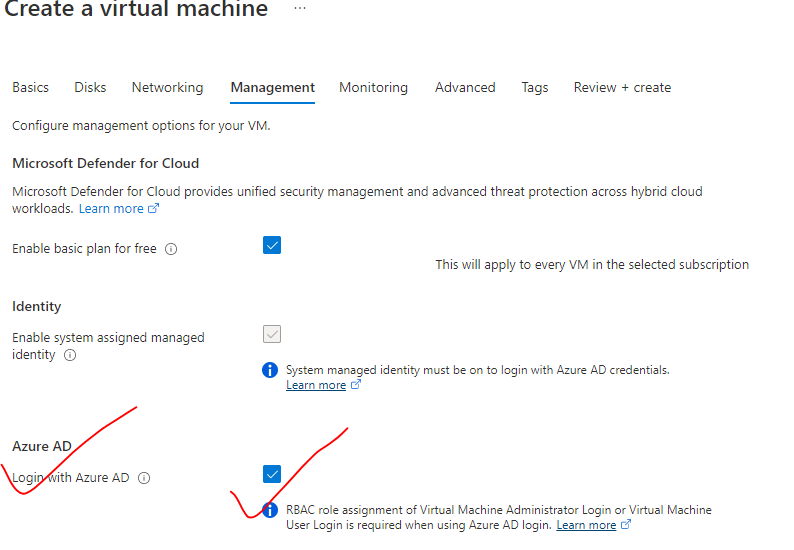 Create a virtual machine ...
Basics Disks Networking Management Monitoring Advanced Tags Review + create
Configure management options for your VM.
Microsoft Defender for Cloud
Microsoft Defender for Cloud provides unified security management and advanced threat protection across hybrid cloud
workloads. Learn more
Enable basic plan for free
This will apply to every VM in the selected subscription
Identity
Enable system assigned managed
identity
System managed identity must be on to login with Azure AD credentials.
Learn more
Azure AD
Login with Azure AD
RBAC role assignment of Virtual Machine Administrator Login or Virtual Machine
User Login is required when using Azure AD login. Learn more